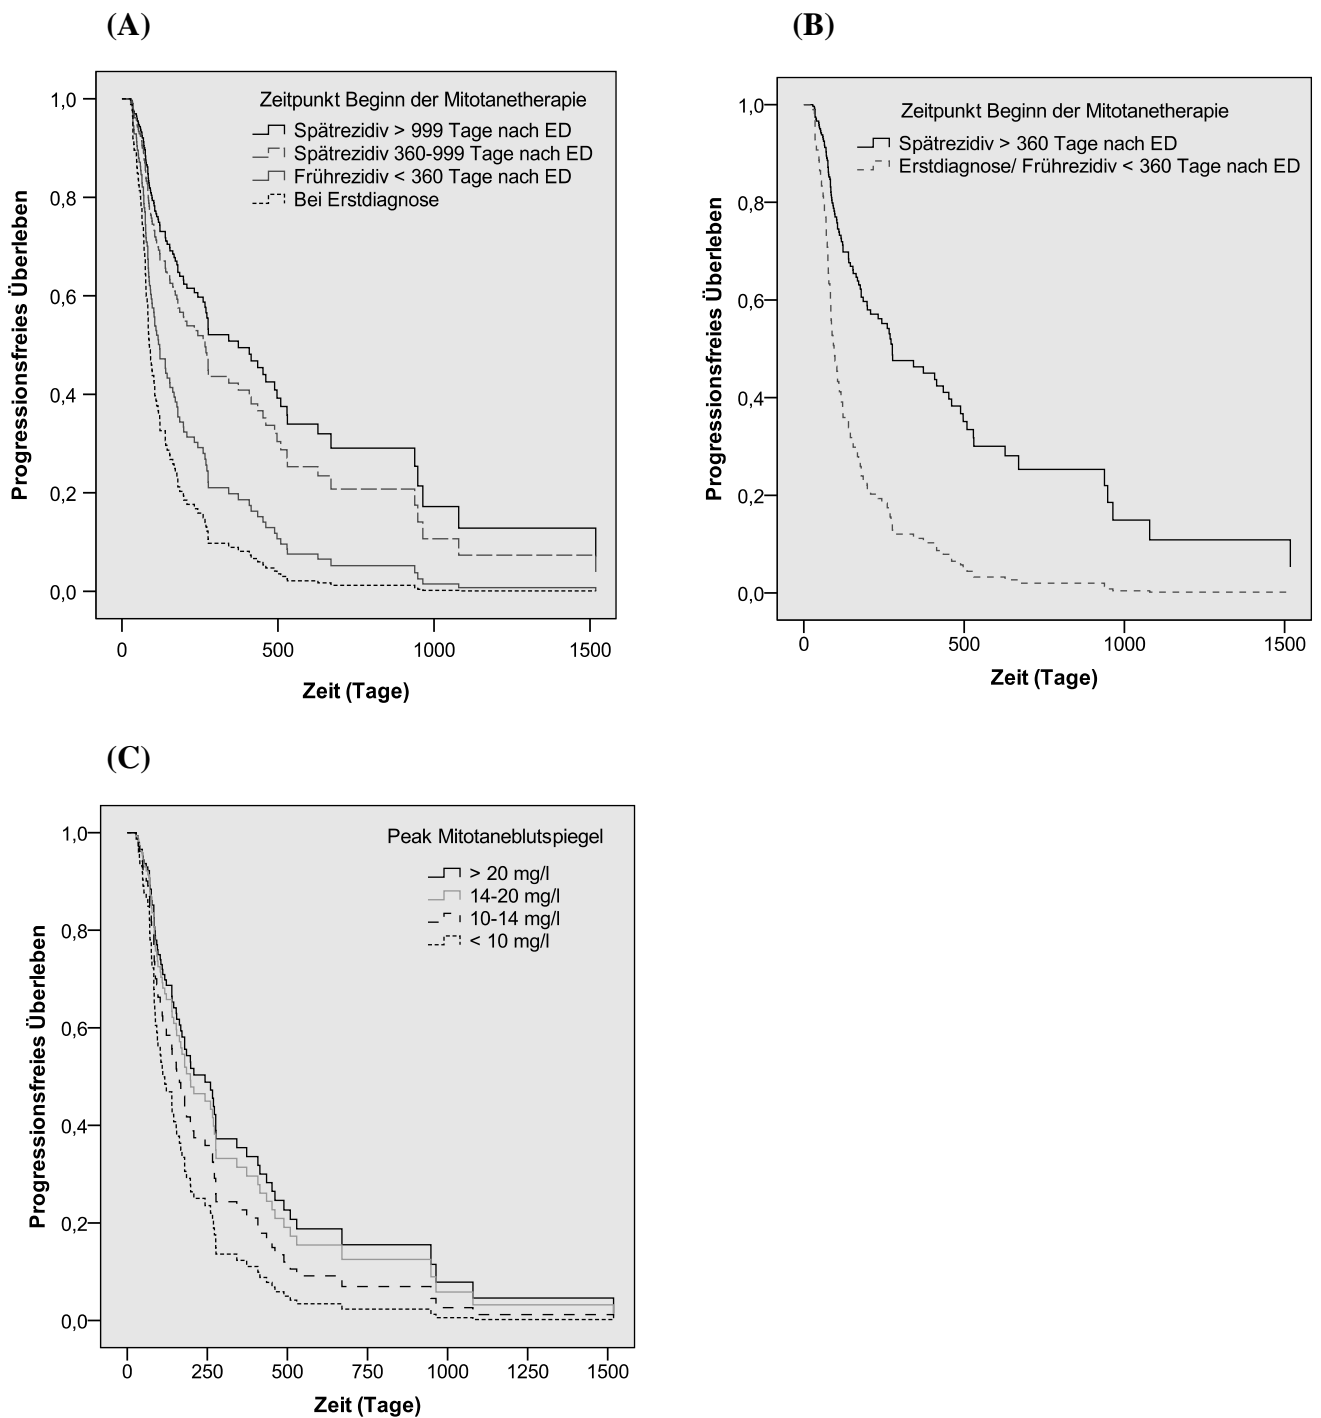 (A)
Zeitpunkt Beginn der Mitotanetherapie
Spätrezidiv > 999 Tage nach ED
Spätrezidiv 360-999 Tage nach ED
Frührezidiv < 360 Tage nach ED
Bei Erstdiagnose
Progressionsfreies Überleben
1,0
0,8
0,6
0,4
0,2
0,0
0 500 1000 1500
Zeit (Tage)
(B)
Zeitpunkt Beginn der Mitotanetherapie
Spätrezidiv > 360 Tage nach ED
Erstdiagnose/ Frührezidiv < 360 Tage nach ED
Progressionsfreies Überleben
1,0
0,8
0,6
0,4
0,2
0,0
0 500 1000 1500
Zeit (Tage)
(C)
Peak Mitotaneblutspiegel
> 20 mg/l
14-20 mg/l
10-14 mg/l
< 10 mg/l
Progressionsfreies Überleben
1,0
0,8
0,6
0,4
0,2
0,0
0 250 500 750 1000 1250 1500
Zeit (Tage)